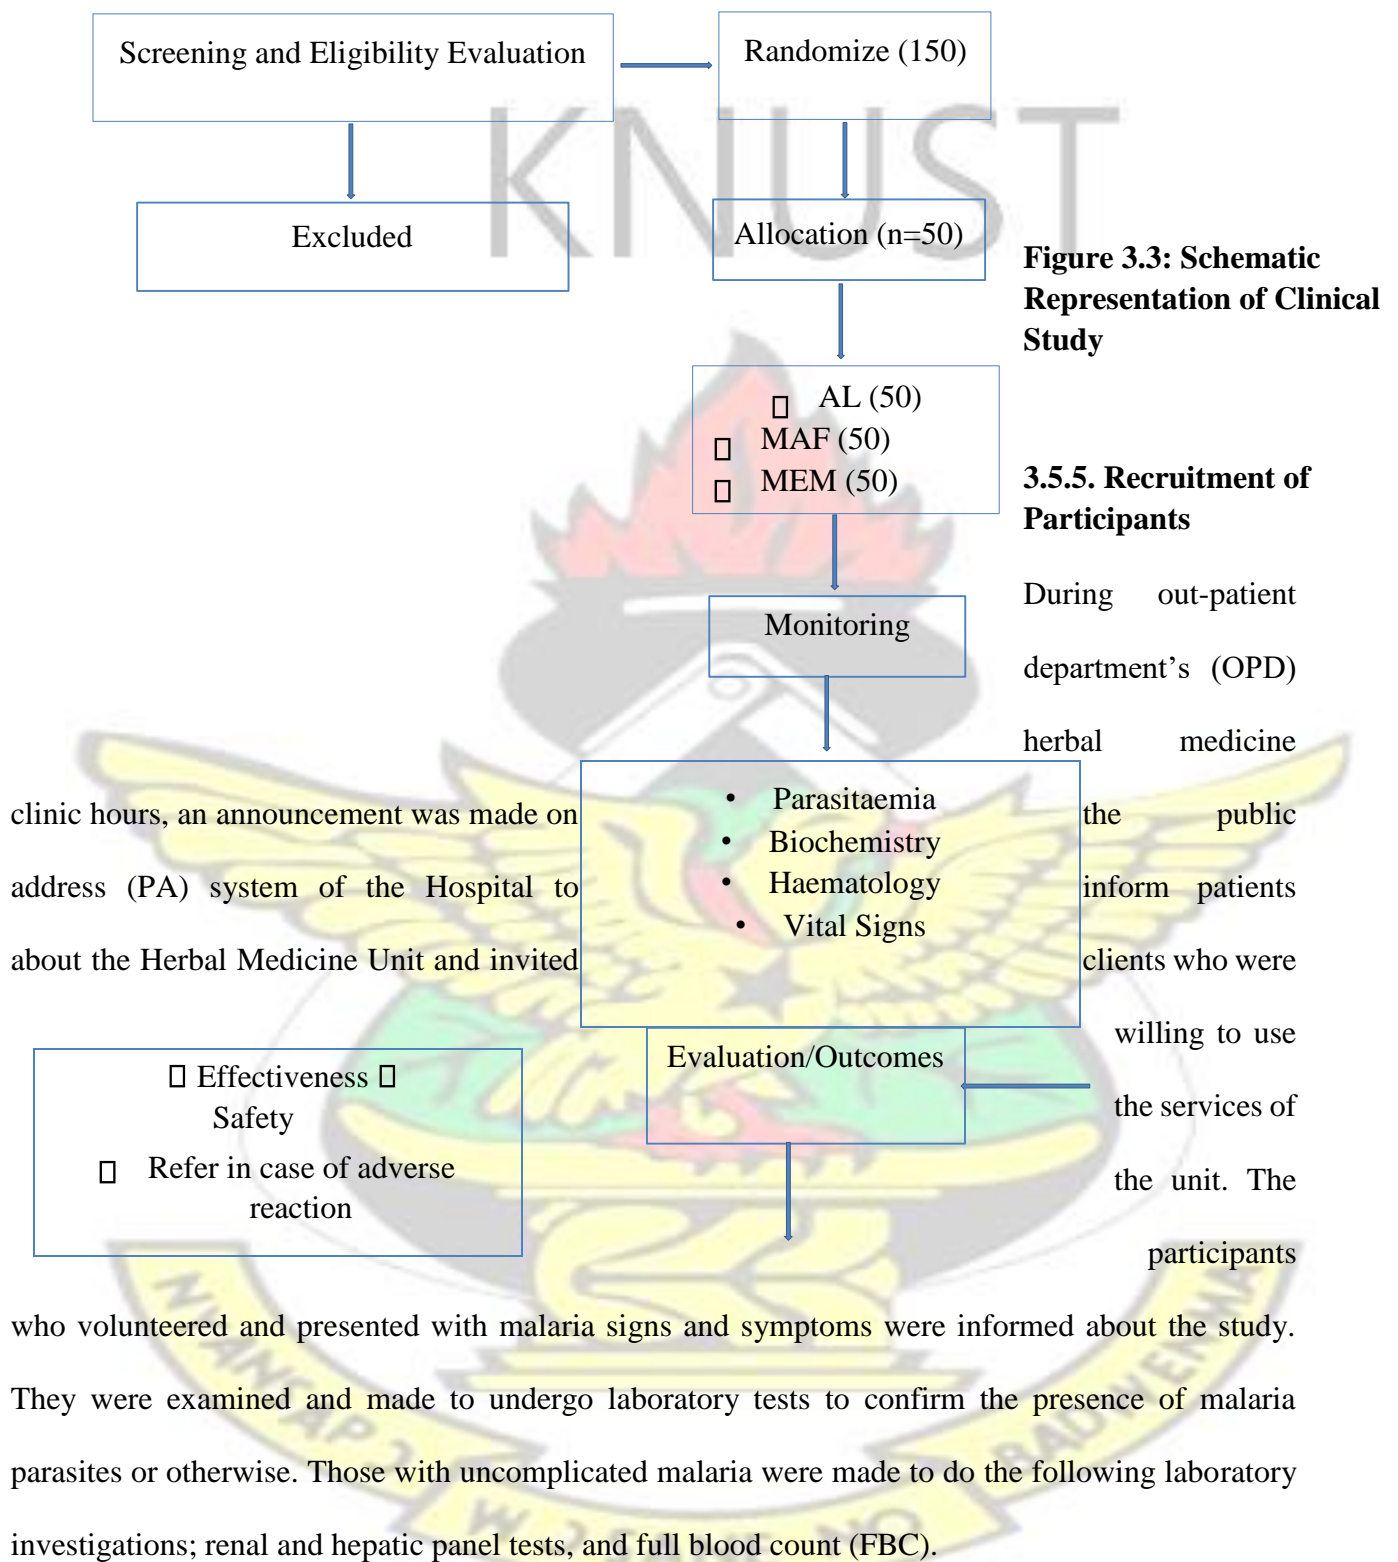 KNUST
Screening and Eligibility Evaluation
Randomize (150)
Excluded
Allocation (n=50)
Figure 3.3: Schematic
Representation of Clinical
Study
AL (50)
MAF (50)
MEM (50)
Monitoring
• Parasitaemia
• Biochemistry
• Haematology
• Vital Signs
Evaluation/Outcomes
Effectiveness
Safety
Refer in case of adverse
reaction
3.5.5. Recruitment of
Participants
During out-patient
department’s (OPD)
herbal medicine
clinic hours, an announcement was made on the public
address (PA) system of the Hospital to inform patients
about the Herbal Medicine Unit and invited clients who were
willing to use
the services of
the unit. The
participants
who volunteered and presented with malaria signs and symptoms were informed about the study.
They were examined and made to undergo laboratory tests to confirm the presence of malaria
parasites or otherwise. Those with uncomplicated malaria were made to do the following laboratory
investigations; renal and hepatic panel tests, and full blood count (FBC).